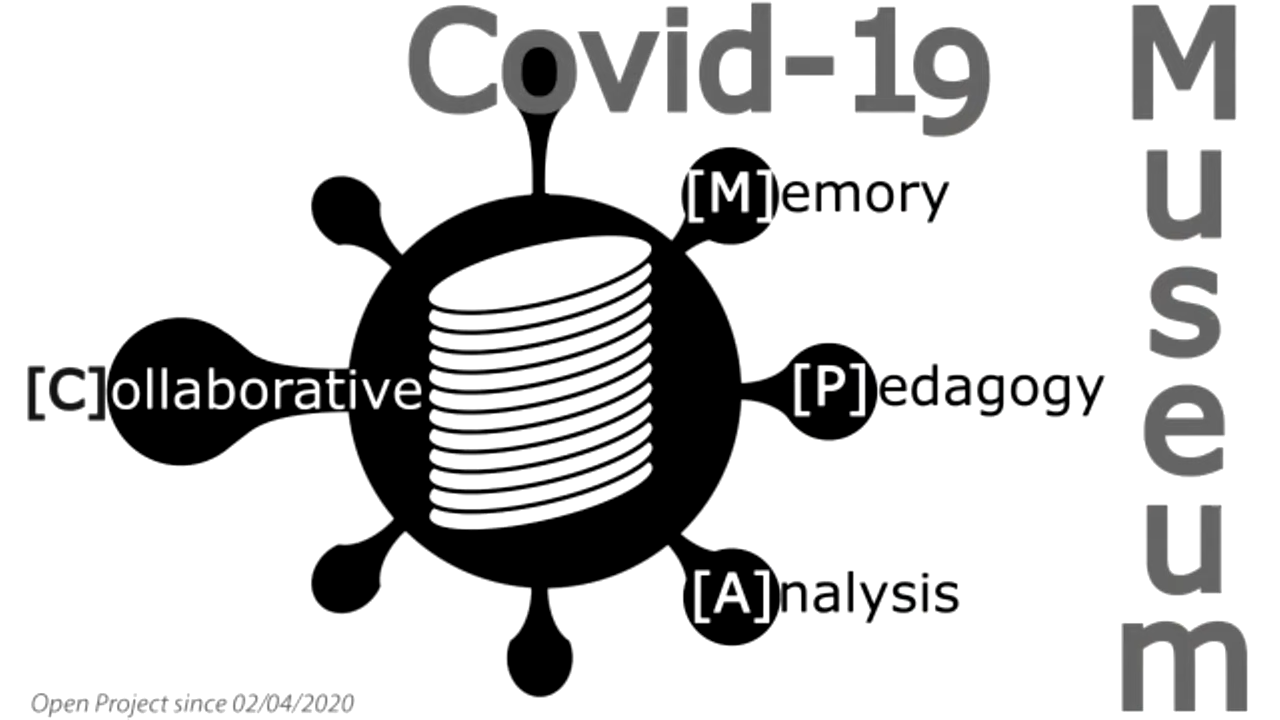 Covid-19
Museum
[M]emory
[C]ollaborative
[P]edagogy
[A]nalysis
Open Project since 02/04/2020